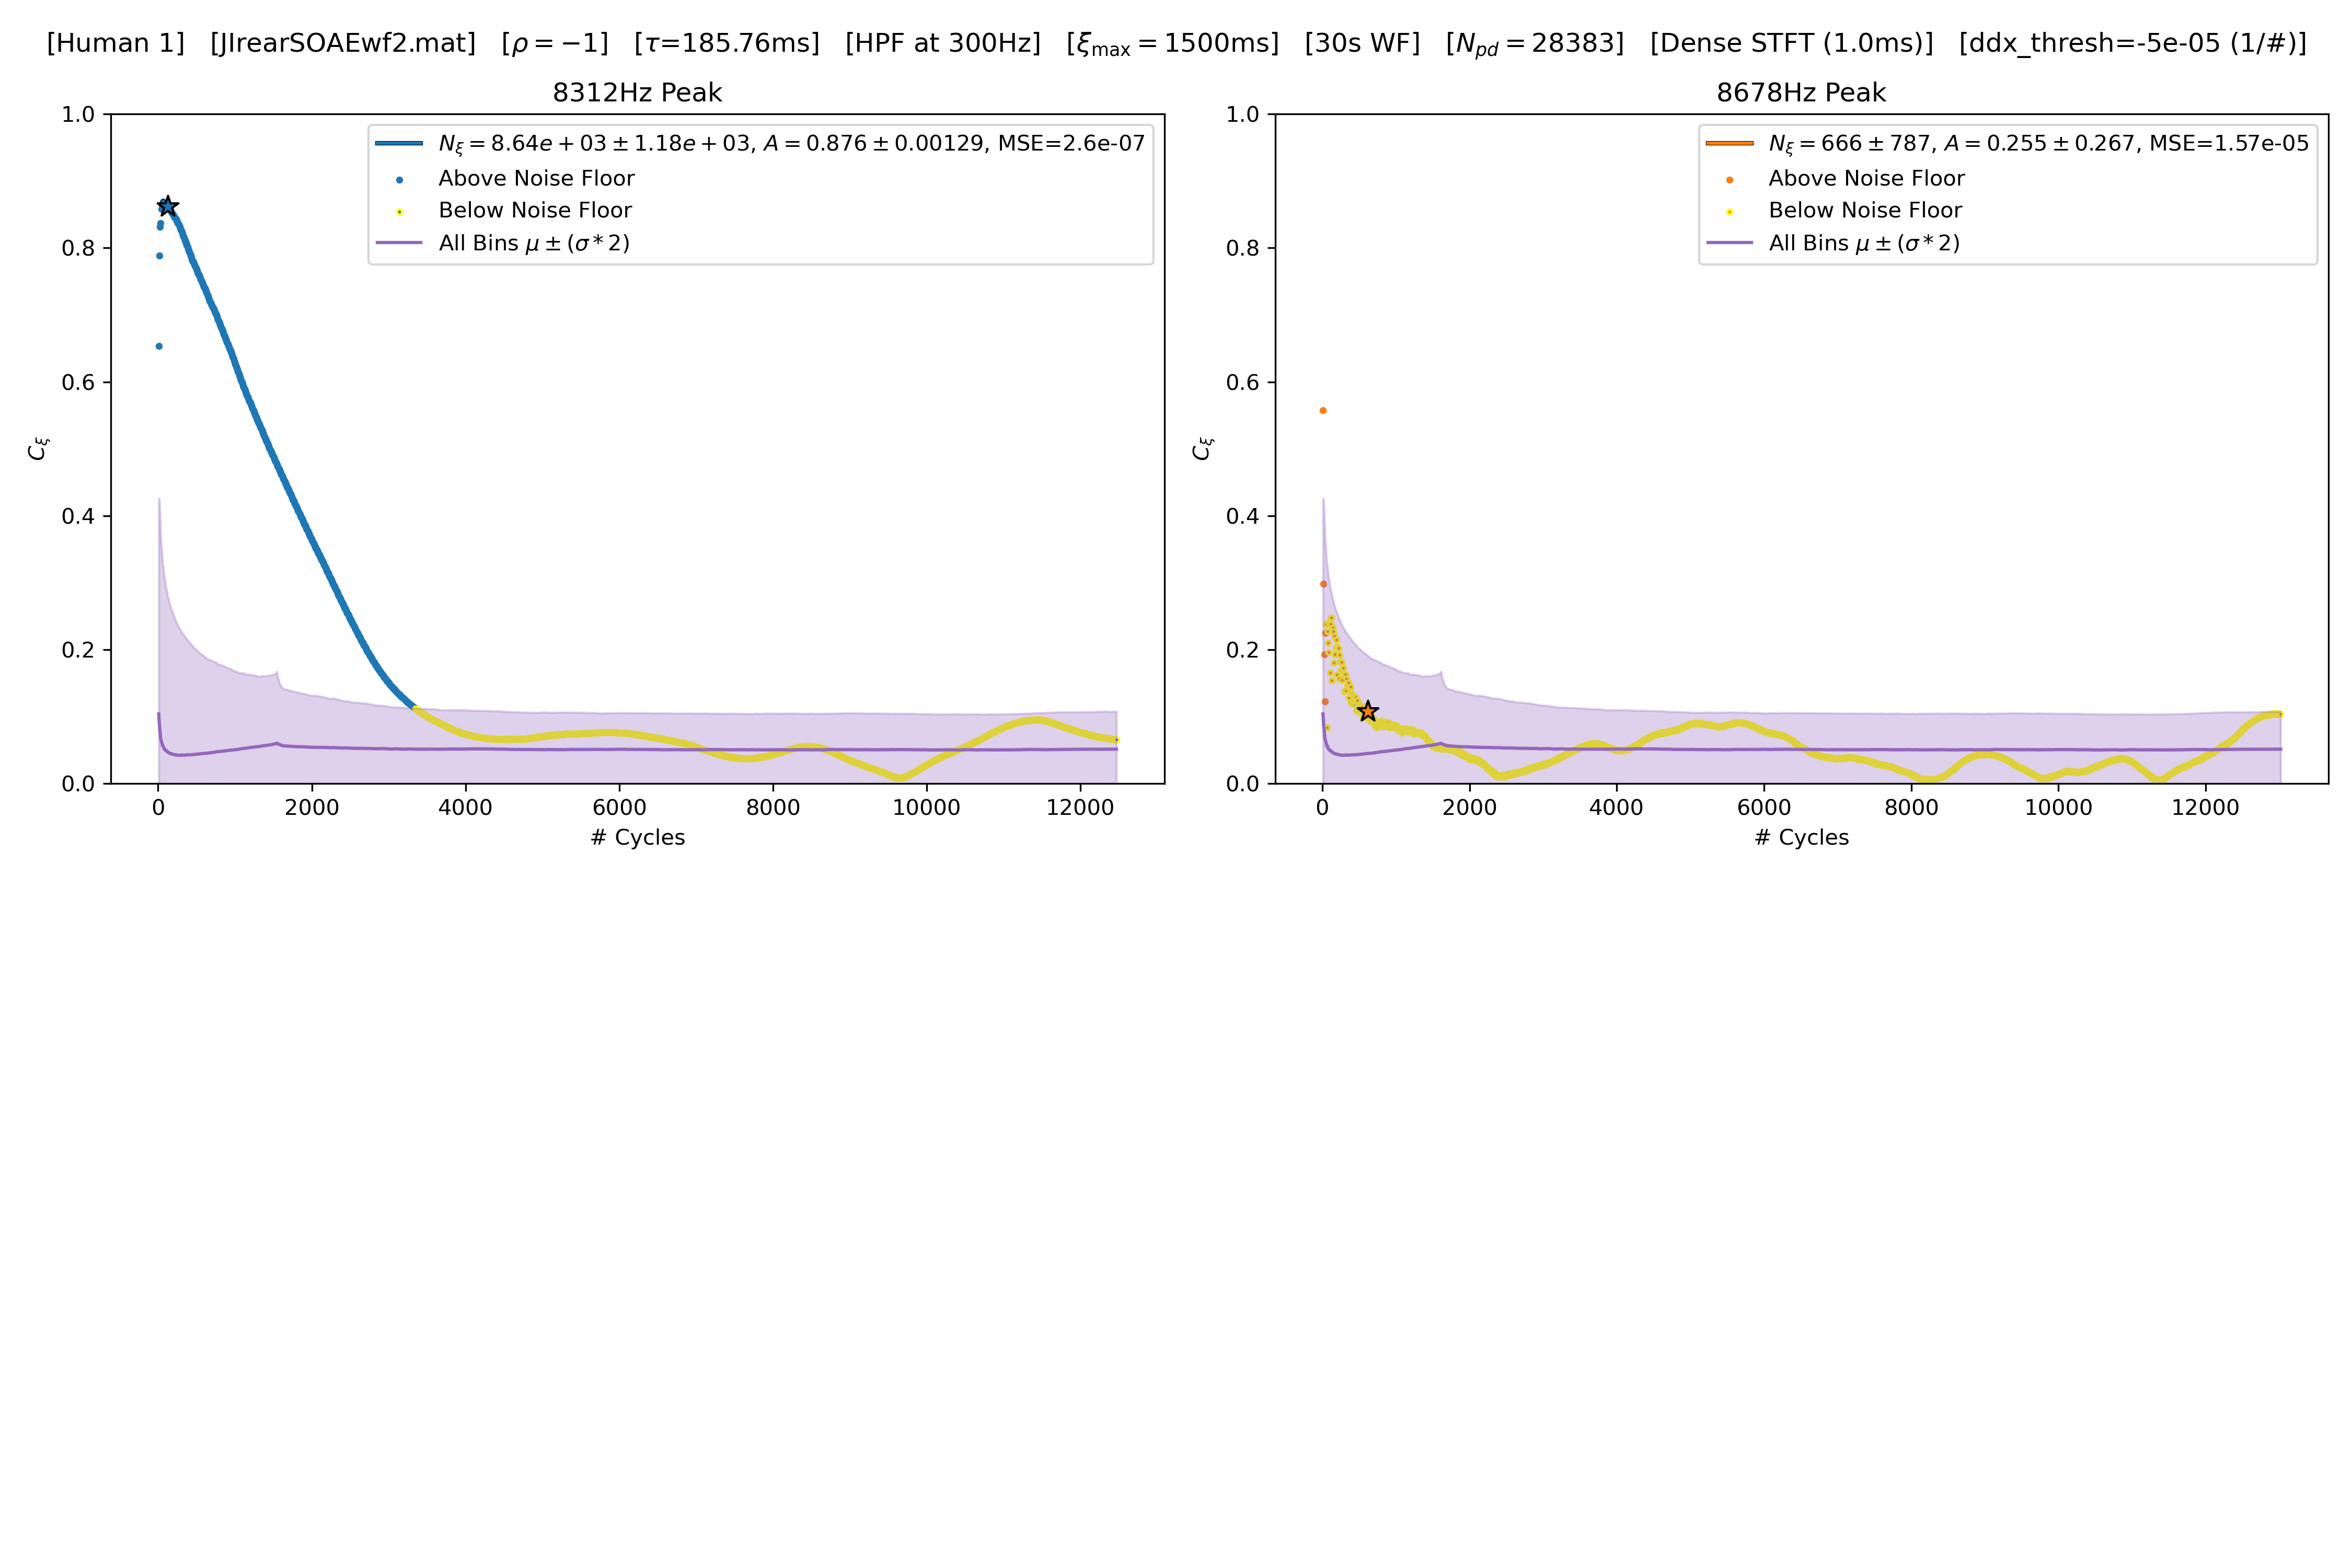 [Human 1] [JIrearSOAEwf2.mat] [ρ = −1] [τ=185.76ms] [HPF at 300Hz] [ξmax = 1500ms] [30s WF] [Npd = 28383] [Dense STFT (1.0ms)] [ddx_thresh=-5e-05 (1/#)]
8312Hz Peak
Nξ = 8.64e + 03 ± 1.18e + 03, A = 0.876 ± 0.00129, MSE=2.6e-07
Above Noise Floor
Below Noise Floor
All Bins μ ± (σ * 2)
1.0
0.8
0.6
0.4
0.2
0.0
Cξ
0 2000 4000 6000 8000 10000 12000
# Cycles
8678Hz Peak
Nξ = 666 ± 787, A = 0.255 ± 0.267, MSE=1.57e-05
Above Noise Floor
Below Noise Floor
All Bins μ ± (σ * 2)
1.0
0.8
0.6
0.4
0.2
0.0
Cξ
0 2000 4000 6000 8000 10000 12000
# Cycles